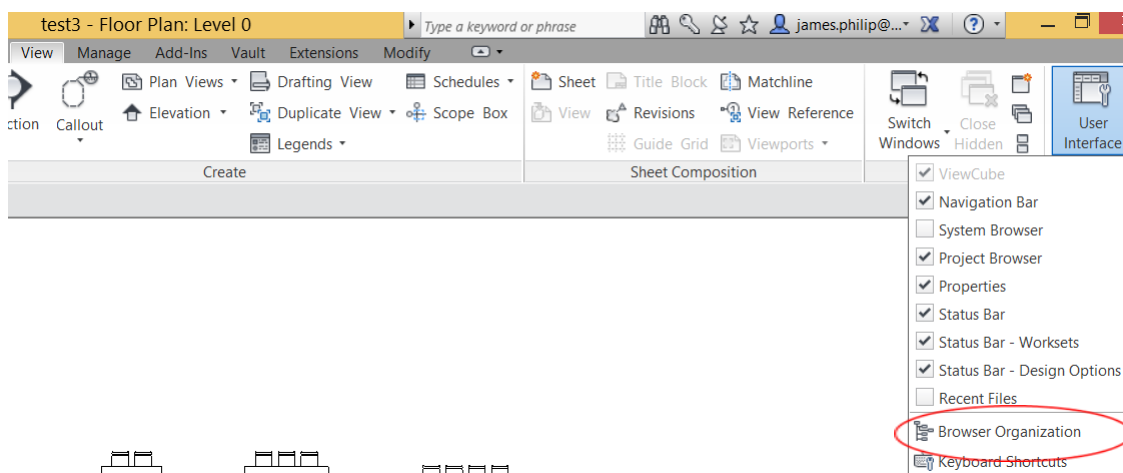 test3 - Floor Plan: Level 0 Type a keyword or phrase james.philip@...
View Manage Add-Ins Vault Extensions Modify
Plan Views Drafting View Schedules Sheet Title Block Matchline
ction Callout Elevation Duplicate View Scope Box View Revisions View Reference Switch Windows Close Hidden User Interface
Legends Guide Grid Viewports
Create Sheet Composition
ViewCube
Navigation Bar
System Browser
Project Browser
Properties
Status Bar
Status Bar - Worksets
Status Bar - Design Options
Recent Files
Browser Organization
Keyboard Shortcuts